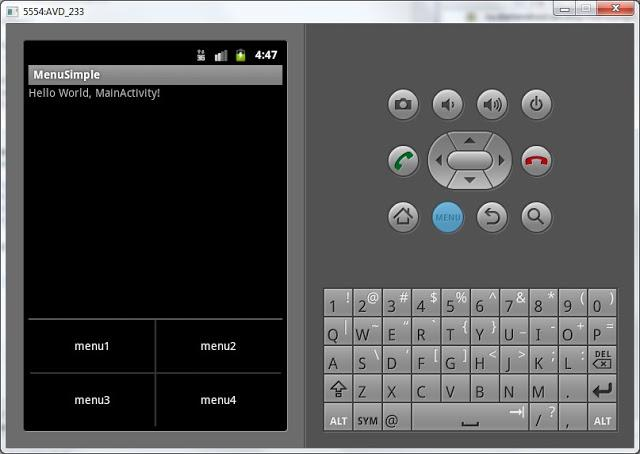 5554:AVD_233
3G 4:47
MenuSimple
Hello World, MainActivity!
menu1 menu2
menu3 menu4
MENU
1 ! 2 @ 3 # 4 $ 5 % 6 ^ 7 & 8 * 9 ( 0 )
Q | W ~ E " R ` T { Y } U _ I - O + P =
A S \ D ' F [ G ] H < J > K ; L : DEL
Z X C V B N M .
ALT SYM @ / ? , ALT